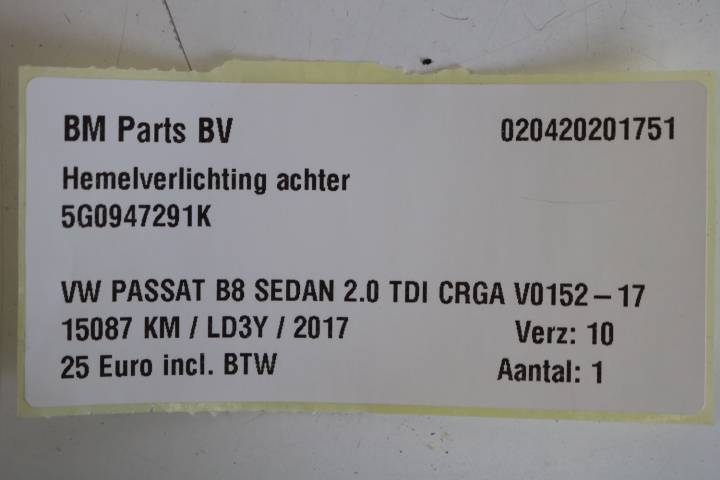 BM Parts BV 020420201751
Hemelverlichting achter
5G0947291K
VW PASSAT B8 SEDAN 2.0 TDI CRGA V0152-17
15087 KM / LD3Y / 2017 Verz: 10
25 Euro incl. BTW Aantal: 1